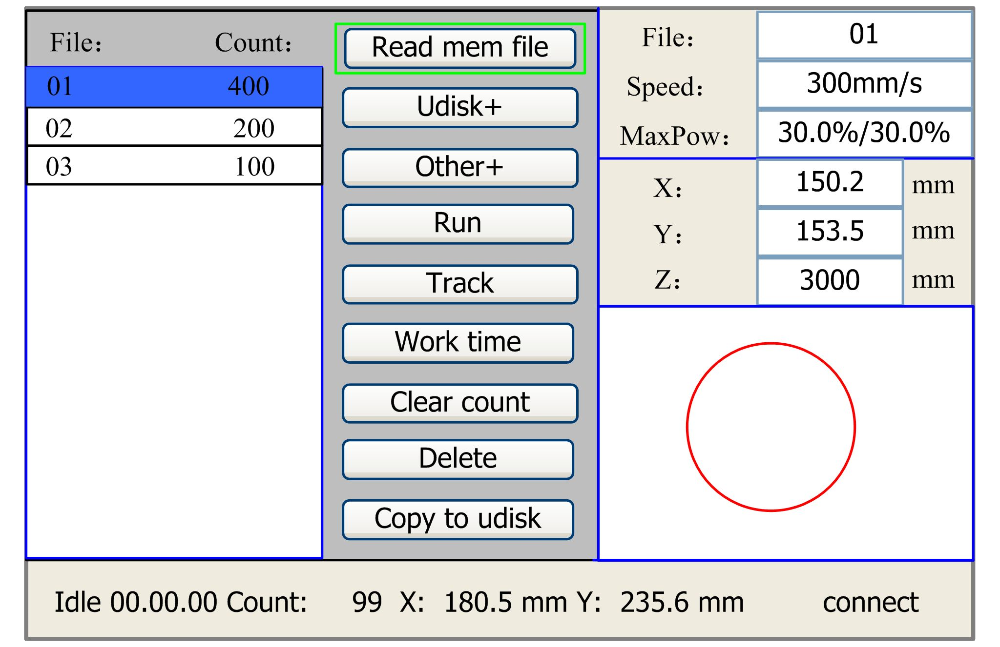 File： Count：
01 400
02 200
03 100
Read mem file
Udisk+
Other+
Run
Track
Work time
Clear count
Delete
Copy to udisk
File： 01
Speed： 300mm/s
MaxPow： 30.0%/30.0%
X： 150.2 mm
Y： 153.5 mm
Z： 3000 mm
Idle 00.00.00 Count: 99 X: 180.5 mm Y: 235.6 mm connect